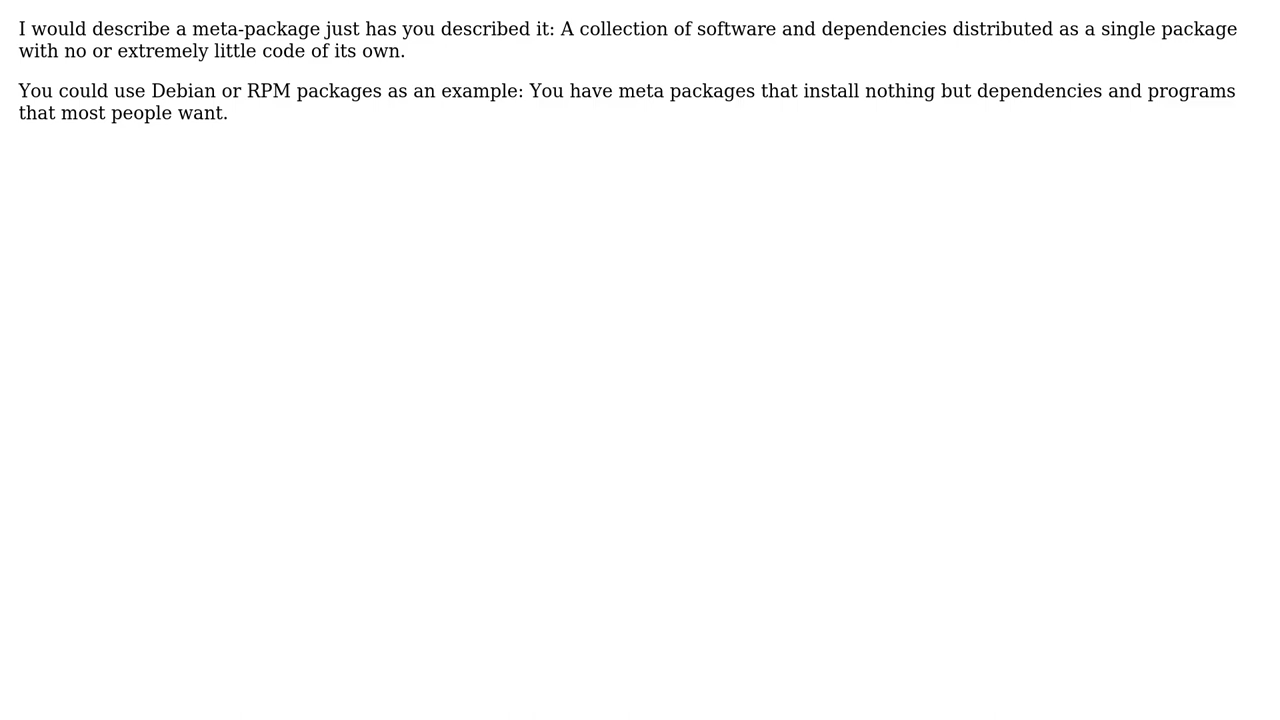 I would describe a meta-package just has you described it: A collection of software and dependencies distributed as a single package
with no or extremely little code of its own.
You could use Debian or RPM packages as an example: You have meta packages that install nothing but dependencies and programs
that most people want.